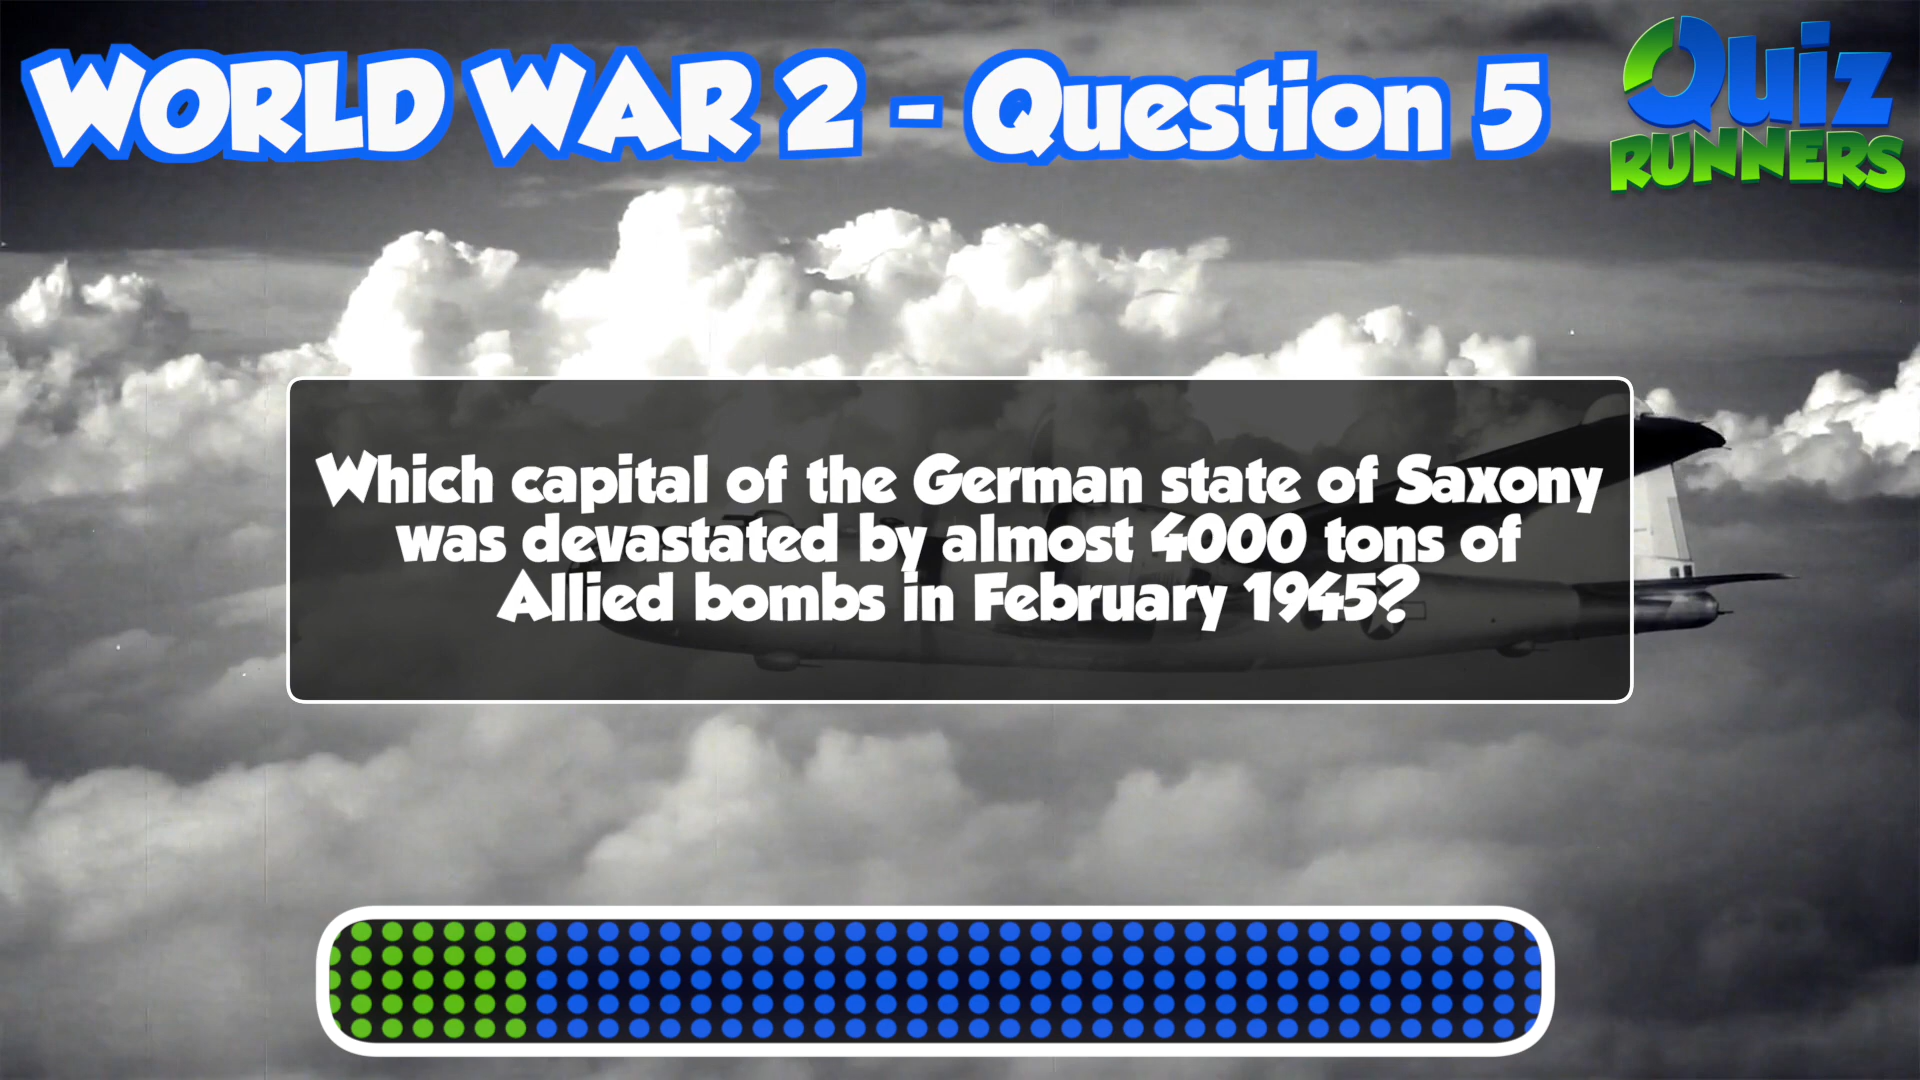 WORLD WAR 2 - Question 5
Quiz
RUNNERS
Which capital of the German state of Saxony
was devastated by almost 4000 tons of
Allied bombs in February 1945?